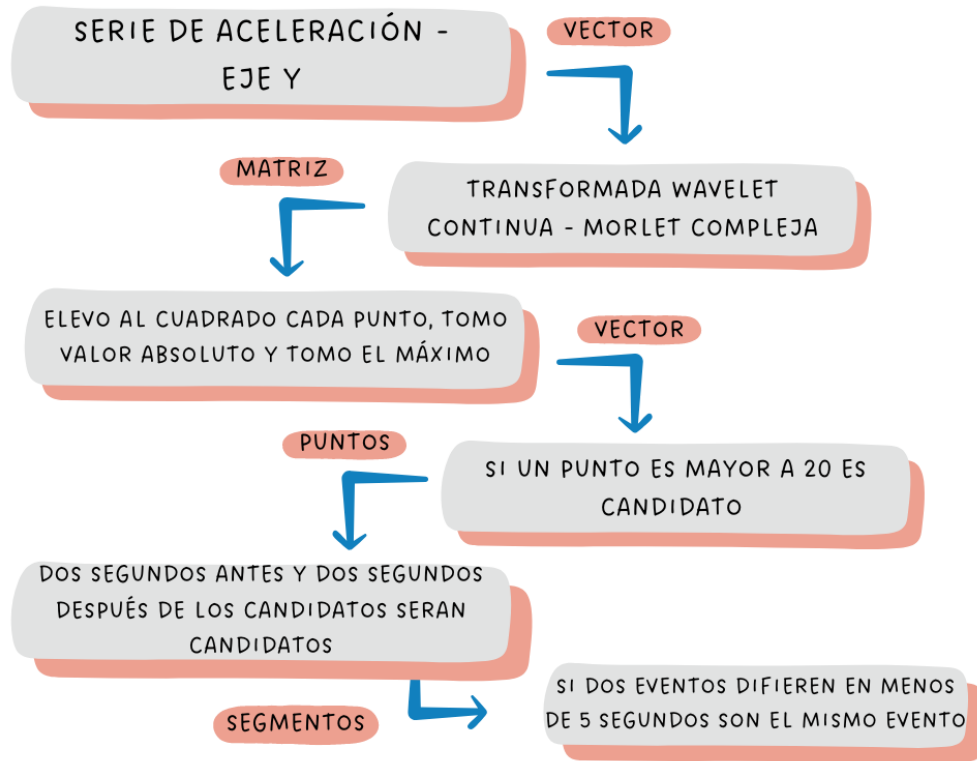 SERIE DE ACELERACIÓN -
EJE Y
VECTOR
MATRIZ
TRANSFORMADA WAVELET
CONTINUA - MORLET COMPLEJA
ELEVO AL CUADRADO CADA PUNTO, TOMO
VALOR ABSOLUTO Y TOMO EL MÁXIMO
VECTOR
PUNTOS
SI UN PUNTO ES MAYOR A 20 ES
CANDIDATO
DOS SEGUNDOS ANTES Y DOS SEGUNDOS
DESPUÉS DE LOS CANDIDATOS SERAN
CANDIDATOS
SEGMENTOS
SI DOS EVENTOS DIFIEREN EN MENOS
DE 5 SEGUNDOS SON EL MISMO EVENTO